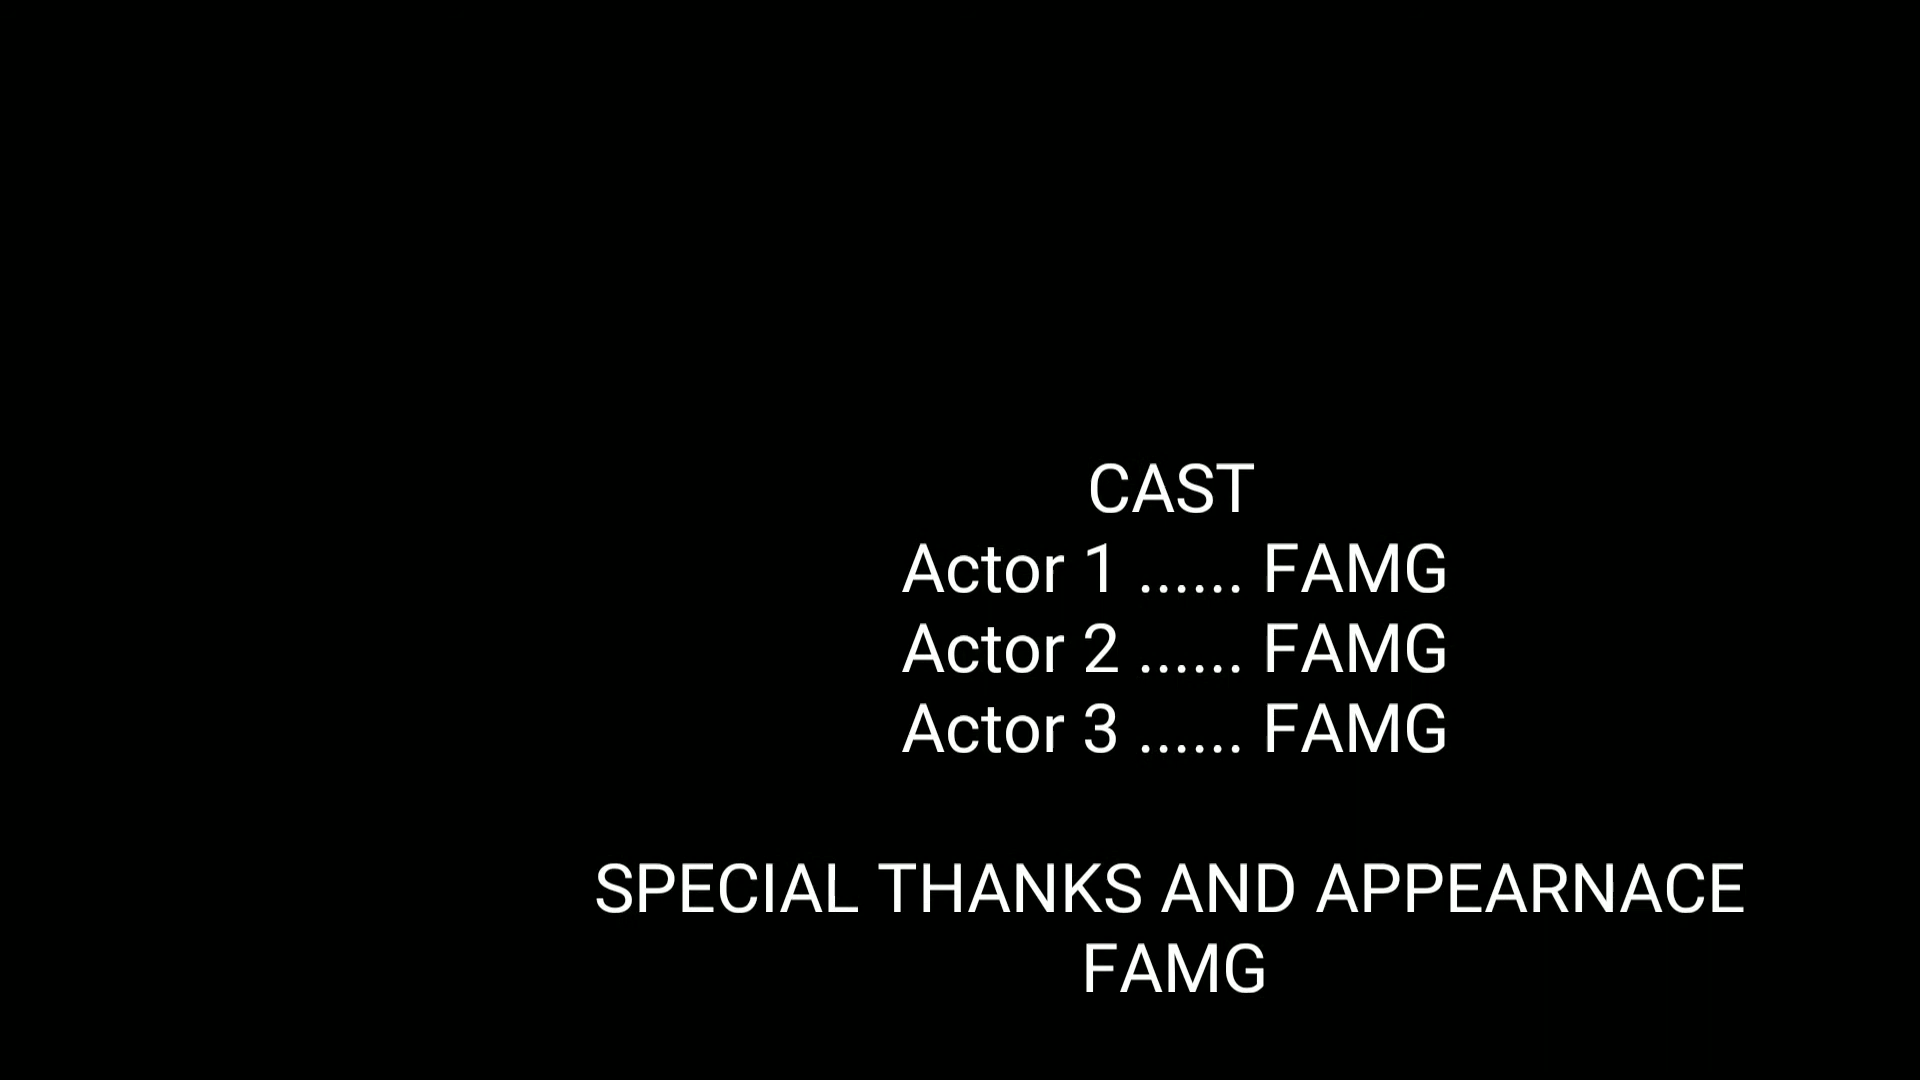 CAST
Actor 1 ...... FAMG
Actor 2 ...... FAMG
Actor 3 ...... FAMG
SPECIAL THANKS AND APPEARNACE
FAMG